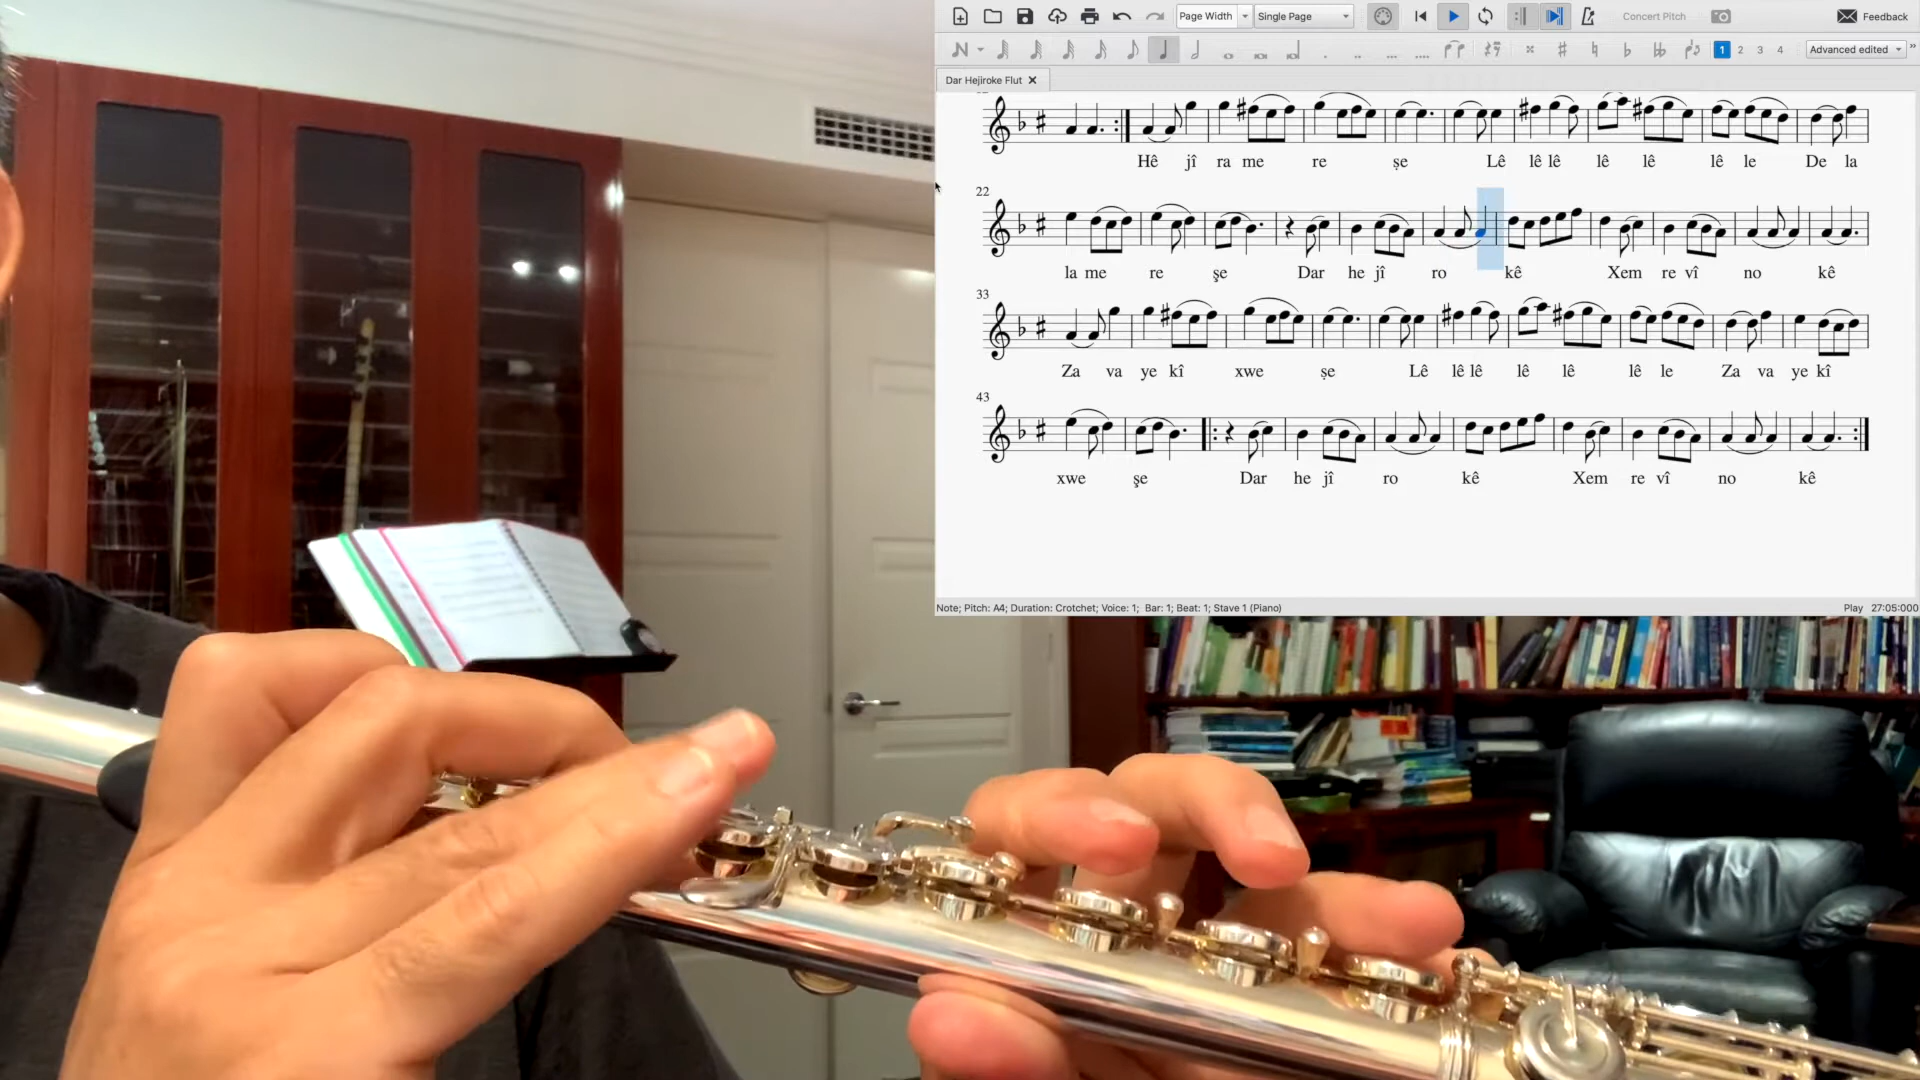 Page Width Single Page Concert Pitch Feedback
1 2 3 4 Advanced edited
Dar Hejiroke Flut
Hê jî ra me re şe Lê lê lê lê lê lê le De la
22
la me re şe Dar he jî ro kê Xem re vî no kê
33
Za va ye kî xwe şe Lê lê lê lê lê lê le Za va ye kî
43
xwe şe Dar he jî ro kê Xem re vî no kê
Note; Pitch: A4; Duration: Crotchet; Voice: 1; Bar: 1; Beat: 1; Stave 1 (Piano) Play 27:05:000